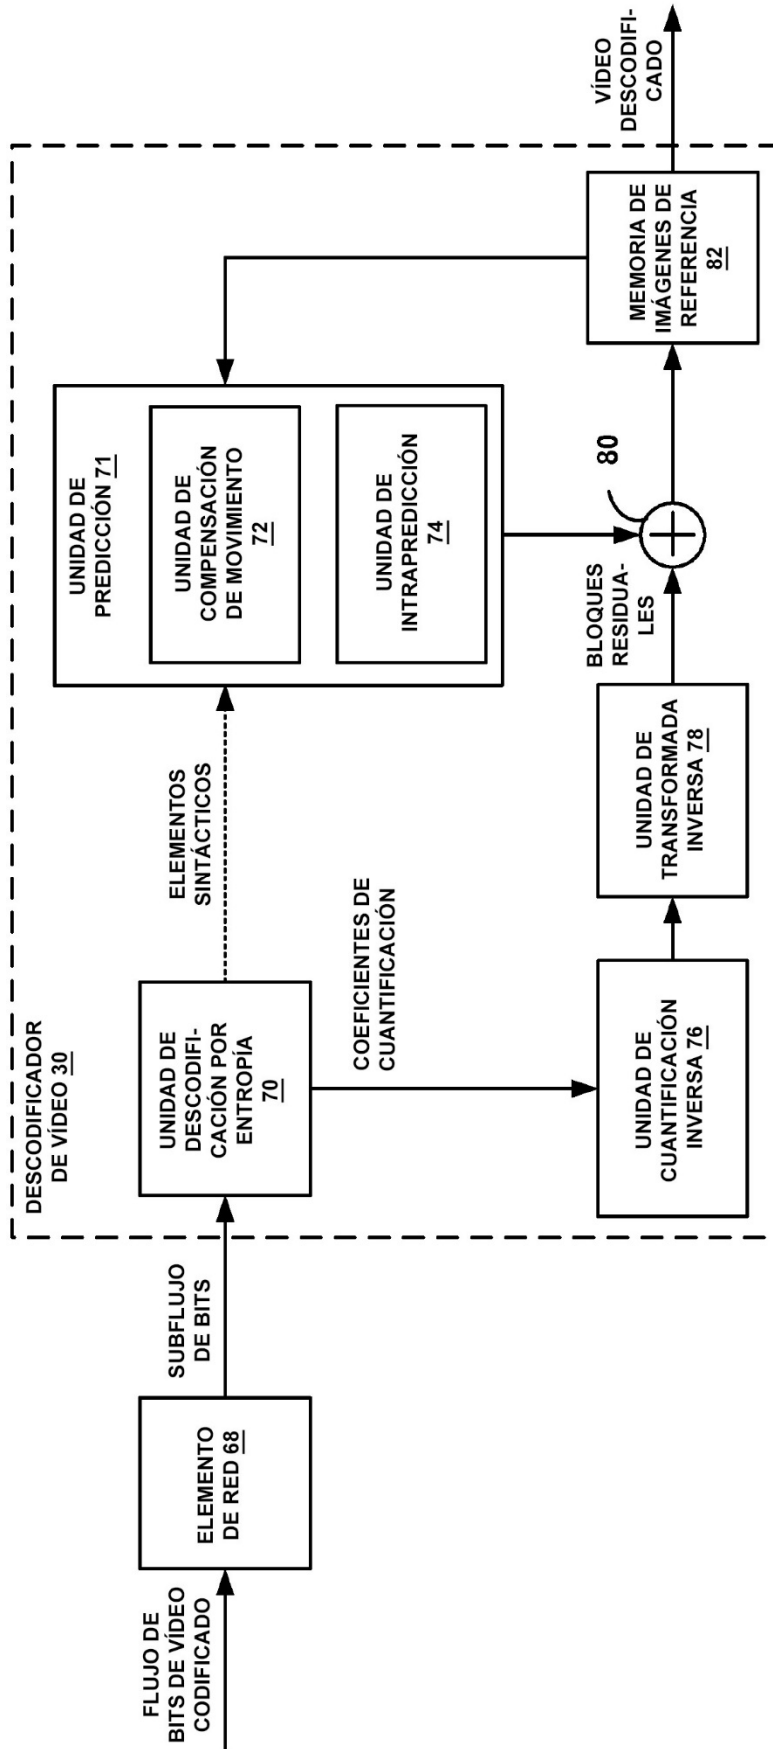 FLUJO DE
BITS DE VÍDEO
CODIFICADO
ELEMENTO
DE RED 68
SUBFLUJO
DE BITS
DESCODIFICADOR
DE VÍDEO 30
UNIDAD DE
DESCODIFI-
CACIÓN POR
ENTROPÍA
70
ELEMENTOS
SINTÁCTICOS
COEFICIENTES DE
CUANTIFICACIÓN
UNIDAD DE
PREDICCIÓN 71
UNIDAD DE
COMPENSACIÓN
DE MOVIMIENTO
72
UNIDAD DE
INTRAPREDICCIÓN
74
UNIDAD DE
CUANTIFICACIÓN
INVERSA 76
UNIDAD DE
TRANSFORMADA
INVERSA 78
BLOQUES
RESIDUA-
LES
80
MEMORIA DE
IMÁGENES DE
REFERENCIA
82
VÍDEO
DESCODIFI-
CADO